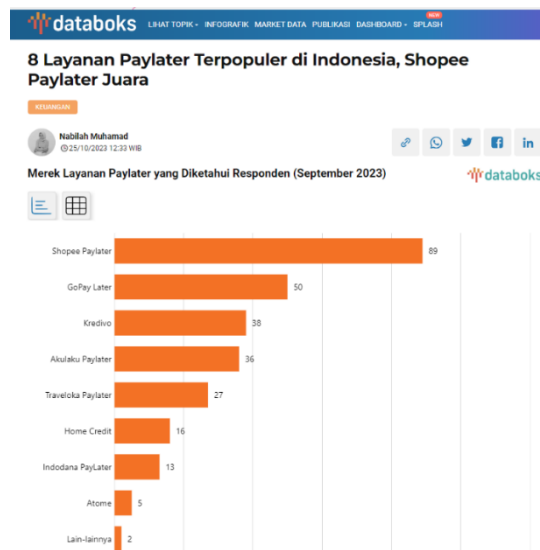 databoks LIHAT TOPIK INFOGRAFIK MARKET DATA PUBLIKASI DASHBOARD SPLASH NEW
8 Layanan Paylater Terpopuler di Indonesia, Shopee
Paylater Juara
KEUANGAN
Nabilah Muhamad
25/10/2023 12:33 WIB
Merek Layanan Paylater yang Diketahui Responden (September 2023)
databoks
Shopee Paylater 89
GoPay Later 50
Kredivo 38
Akulaku Paylater 36
Traveloka Paylater 27
Home Credit 16
Indodana PayLater 13
Atome 5
Lain-lainnya 2